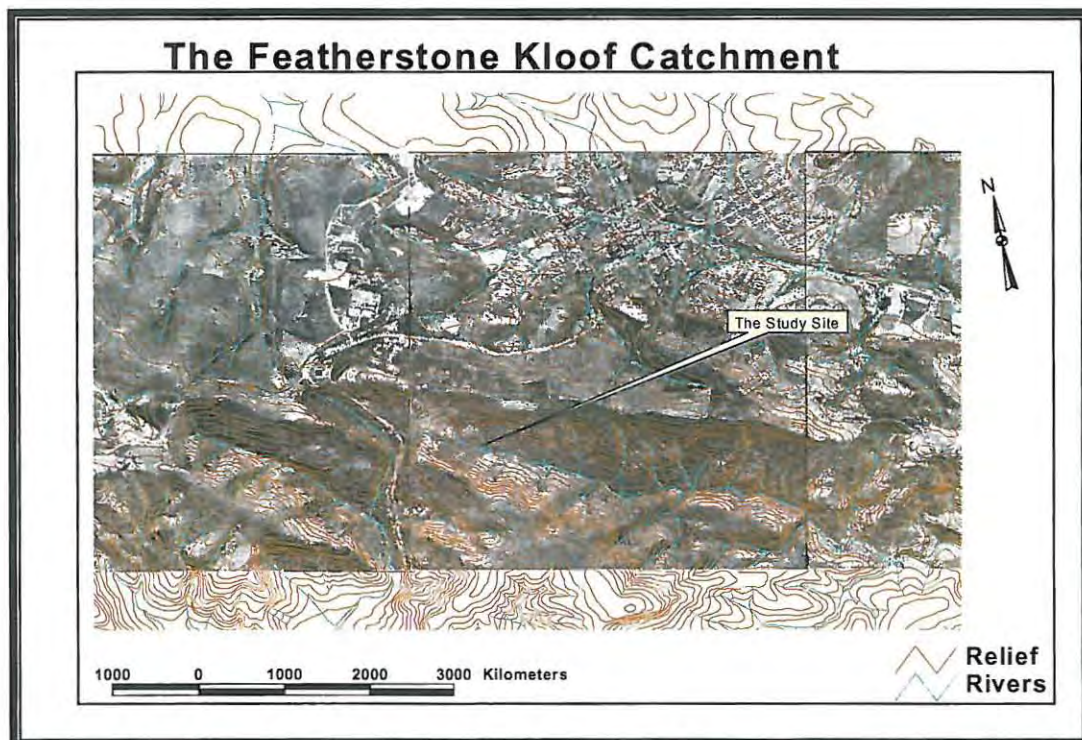 The Featherstone Kloof Catchment
N
The Study Site
1000 0 1000 2000 3000 Kilometers
Relief
Rivers